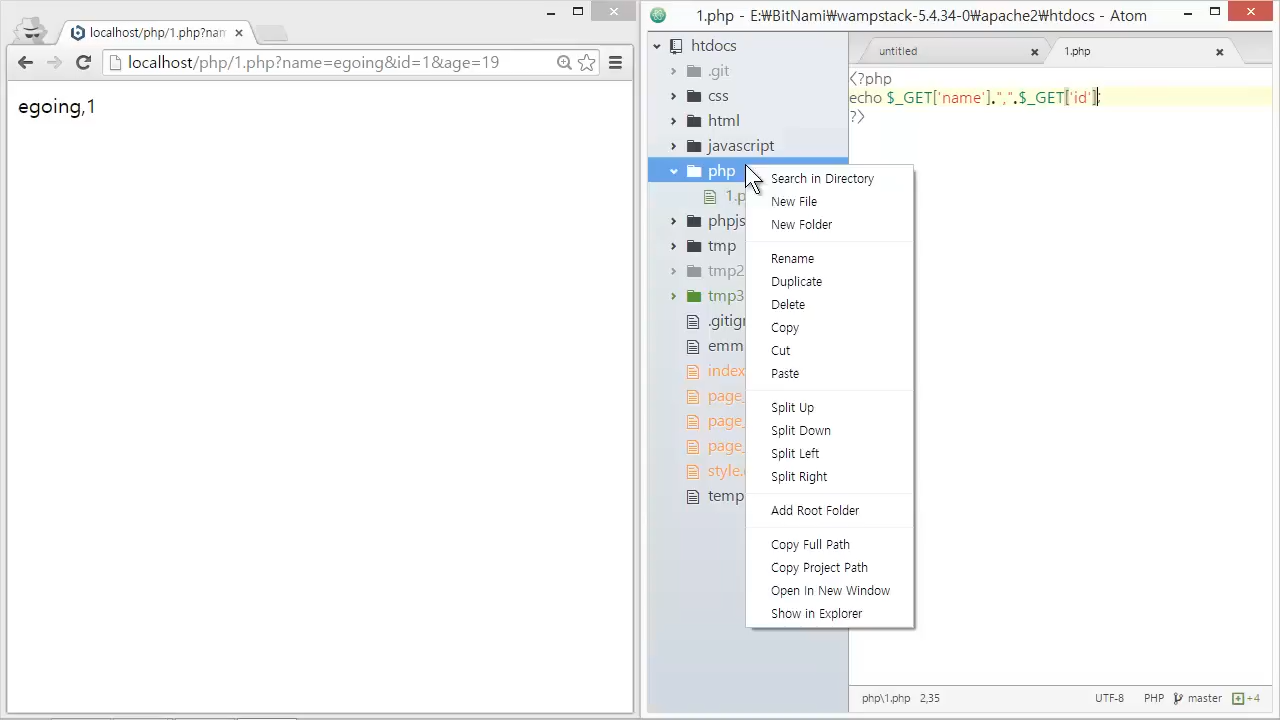 localhost/php/1.php?nam
localhost/php/1.php?name=egoing&id=1&age=19
egoing,1
1.php - E:₩BitNami₩wampstack-5.4.34-0₩apache2₩htdocs - Atom
htdocs
.git
css
html
javascript
php
1.p
phpjs
tmp
tmp2
tmp3
.gitign
emm
index
page_
page_
page_
style.
temp
Search in Directory
New File
New Folder
Rename
Duplicate
Delete
Copy
Cut
Paste
Split Up
Split Down
Split Left
Split Right
Add Root Folder
Copy Full Path
Copy Project Path
Open In New Window
Show in Explorer
untitled
1.php
<?php
echo $_GET['name'].",".$_GET['id'];
?>
php\1.php 2,35
UTF-8 PHP master +4